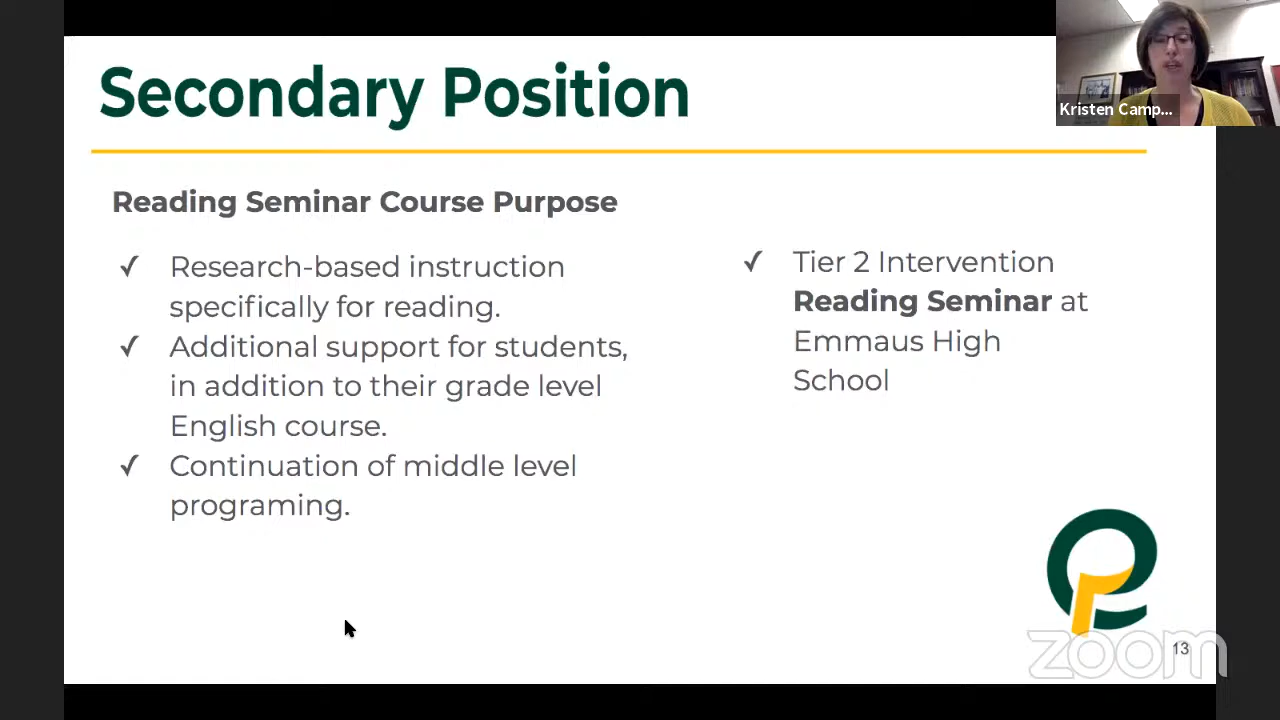 Secondary Position
Kristen Camp...
Reading Seminar Course Purpose
✓ Research-based instruction
specifically for reading.
✓ Additional support for students,
in addition to their grade level
English course.
✓ Continuation of middle level
programing.
✓ Tier 2 Intervention
Reading Seminar at
Emmaus High
School
zoom
13